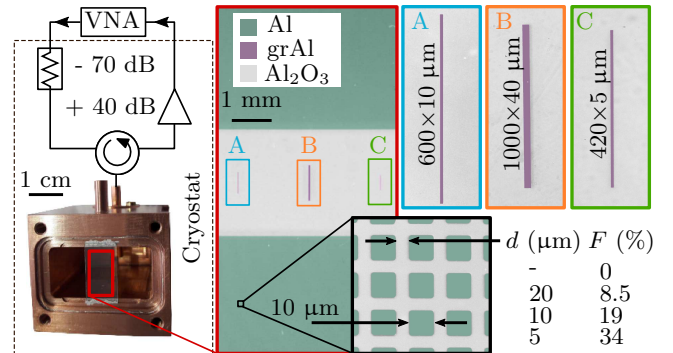 VNA
- 70 dB
+ 40 dB
1 cm
Cryostat
Al
grAl
Al₂O₃
1 mm
A
B
C
10 μm
A
600×10 μm
B
1000×40 μm
C
420×5 μm
d (μm) F (%)
- 0
20 8.5
10 19
5 34